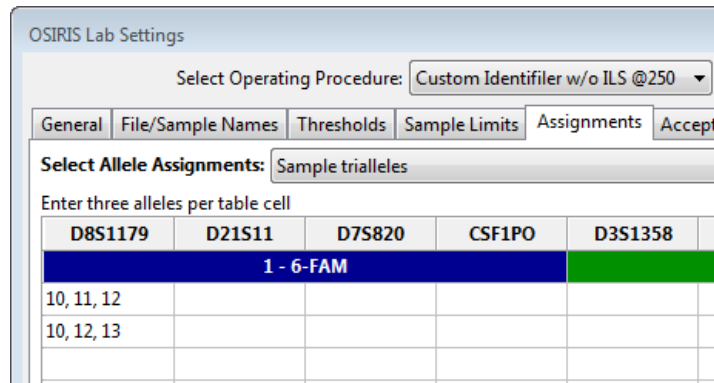 OSIRIS Lab Settings
Select Operating Procedure: Custom Identifiler w/o ILS @250
General File/Sample Names Thresholds Sample Limits Assignments Accept
Select Allele Assignments: Sample trialleles
Enter three alleles per table cell
D8S1179 D21S11 D7S820 CSF1PO D3S1358
1 - 6-FAM
10, 11, 12
10, 12, 13